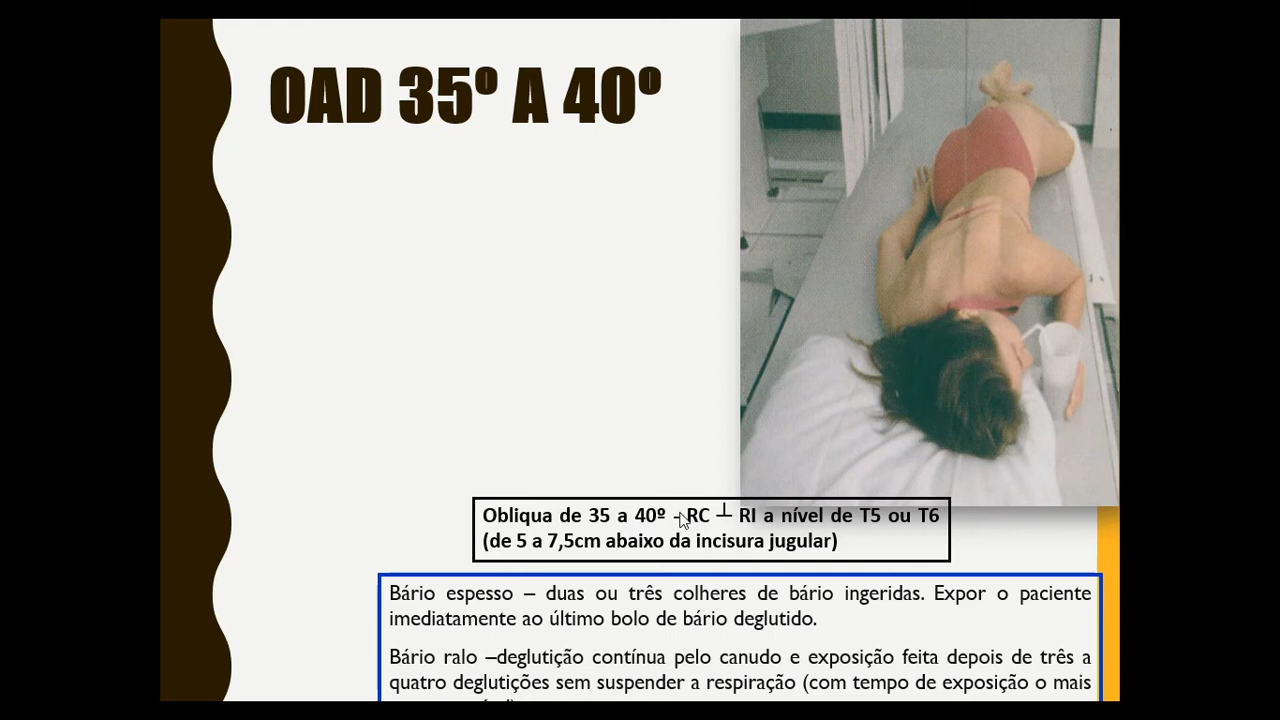 OAD 35º A 40º
Obliqua de 35 a 40º - RC ┴ RI a nível de T5 ou T6
(de 5 a 7,5cm abaixo da incisura jugular)
Bário espesso – duas ou três colheres de bário ingeridas. Expor o paciente
imediatamente ao último bolo de bário deglutido.
Bário ralo –deglutição contínua pelo canudo e exposição feita depois de três a
quatro deglutições sem suspender a respiração (com tempo de exposição o mais